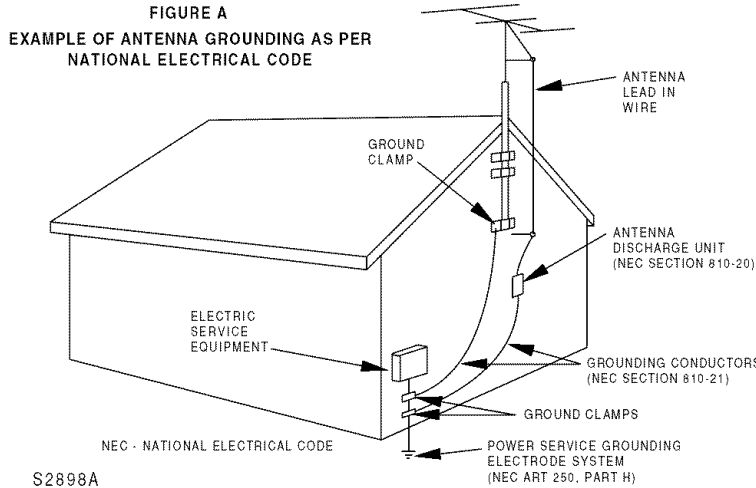 FIGURE A
EXAMPLE OF ANTENNA GROUNDING AS PER
NATIONAL ELECTRICAL CODE
ANTENNA
LEAD IN
WIRE
GROUND
CLAMP
ANTENNA
DISCHARGE UNIT
(NEC SECTION 810-20)
ELECTRIC
SERVICE
EQUIPMENT
GROUNDING CONDUCTORS
(NEC SECTION 810-21)
GROUND CLAMPS
NEC - NATIONAL ELECTRICAL CODE
POWER SERVICE GROUNDING
ELECTRODE SYSTEM
(NEC ART 250, PART H)
S2898A